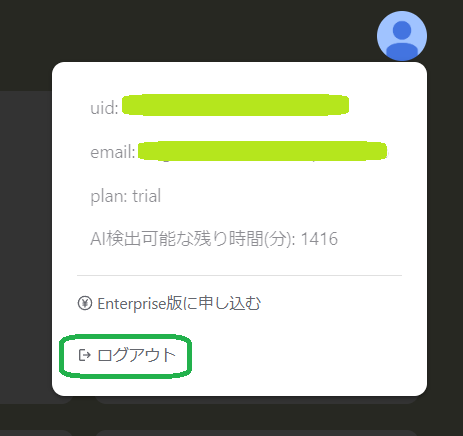 uid:
email:
plan: trial
AI検出可能な残り時間(分): 1416
Enterprise版に申し込む
ログアウト